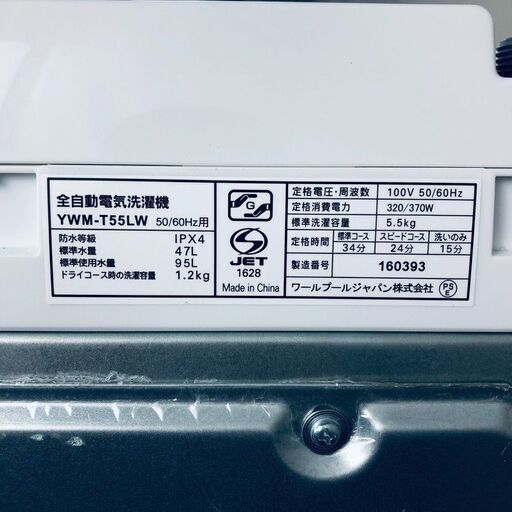 全自動電気洗濯機
YWM-T55LW 50/60Hz用
防水等級 IPX4
標準水量 47L
標準使用水量 95L
ドライコース時の洗濯容量 1.2kg
G
S
JET
1628
Made in China
定格電圧・周波数 100V 50/60Hz
定格消費電力 320/370W
標準洗濯容量 5.5kg
定格時間 標準コース 34分 スピードコース 24分 洗いのみ 15分
製造番号 160393
ワールプールジャパン株式会社 PSE